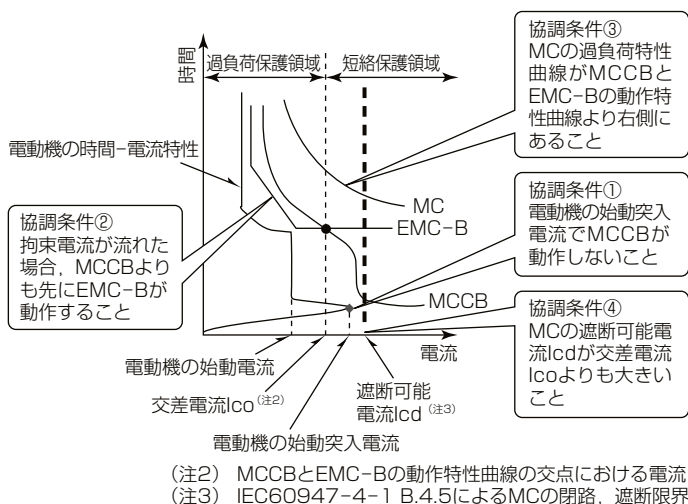 時間
過負荷保護領域
短絡保護領域
協調条件③
MCの過負荷特性
曲線がMCCBと
EMC-Bの動作特
性曲線より右側に
あること
電動機の時間−電流特性
協調条件②
拘束電流が流れた
場合，MCCBより
も先にEMC-Bが
動作すること
MC
EMC-B
MCCB
協調条件①
電動機の始動突入
電流でMCCBが
動作しないこと
協調条件④
MCの遮断可能電
流Icdが交差電流
Icoよりも大きい
こと
電流
電動機の始動電流
交差電流Ico（注2）
遮断可能
電流Icd（注3）
電動機の始動突入電流
（注2） MCCBとEMC-Bの動作特性曲線の交点における電流
（注3） IEC60947-4-1 B.4.5によるMCの閉路，遮断限界